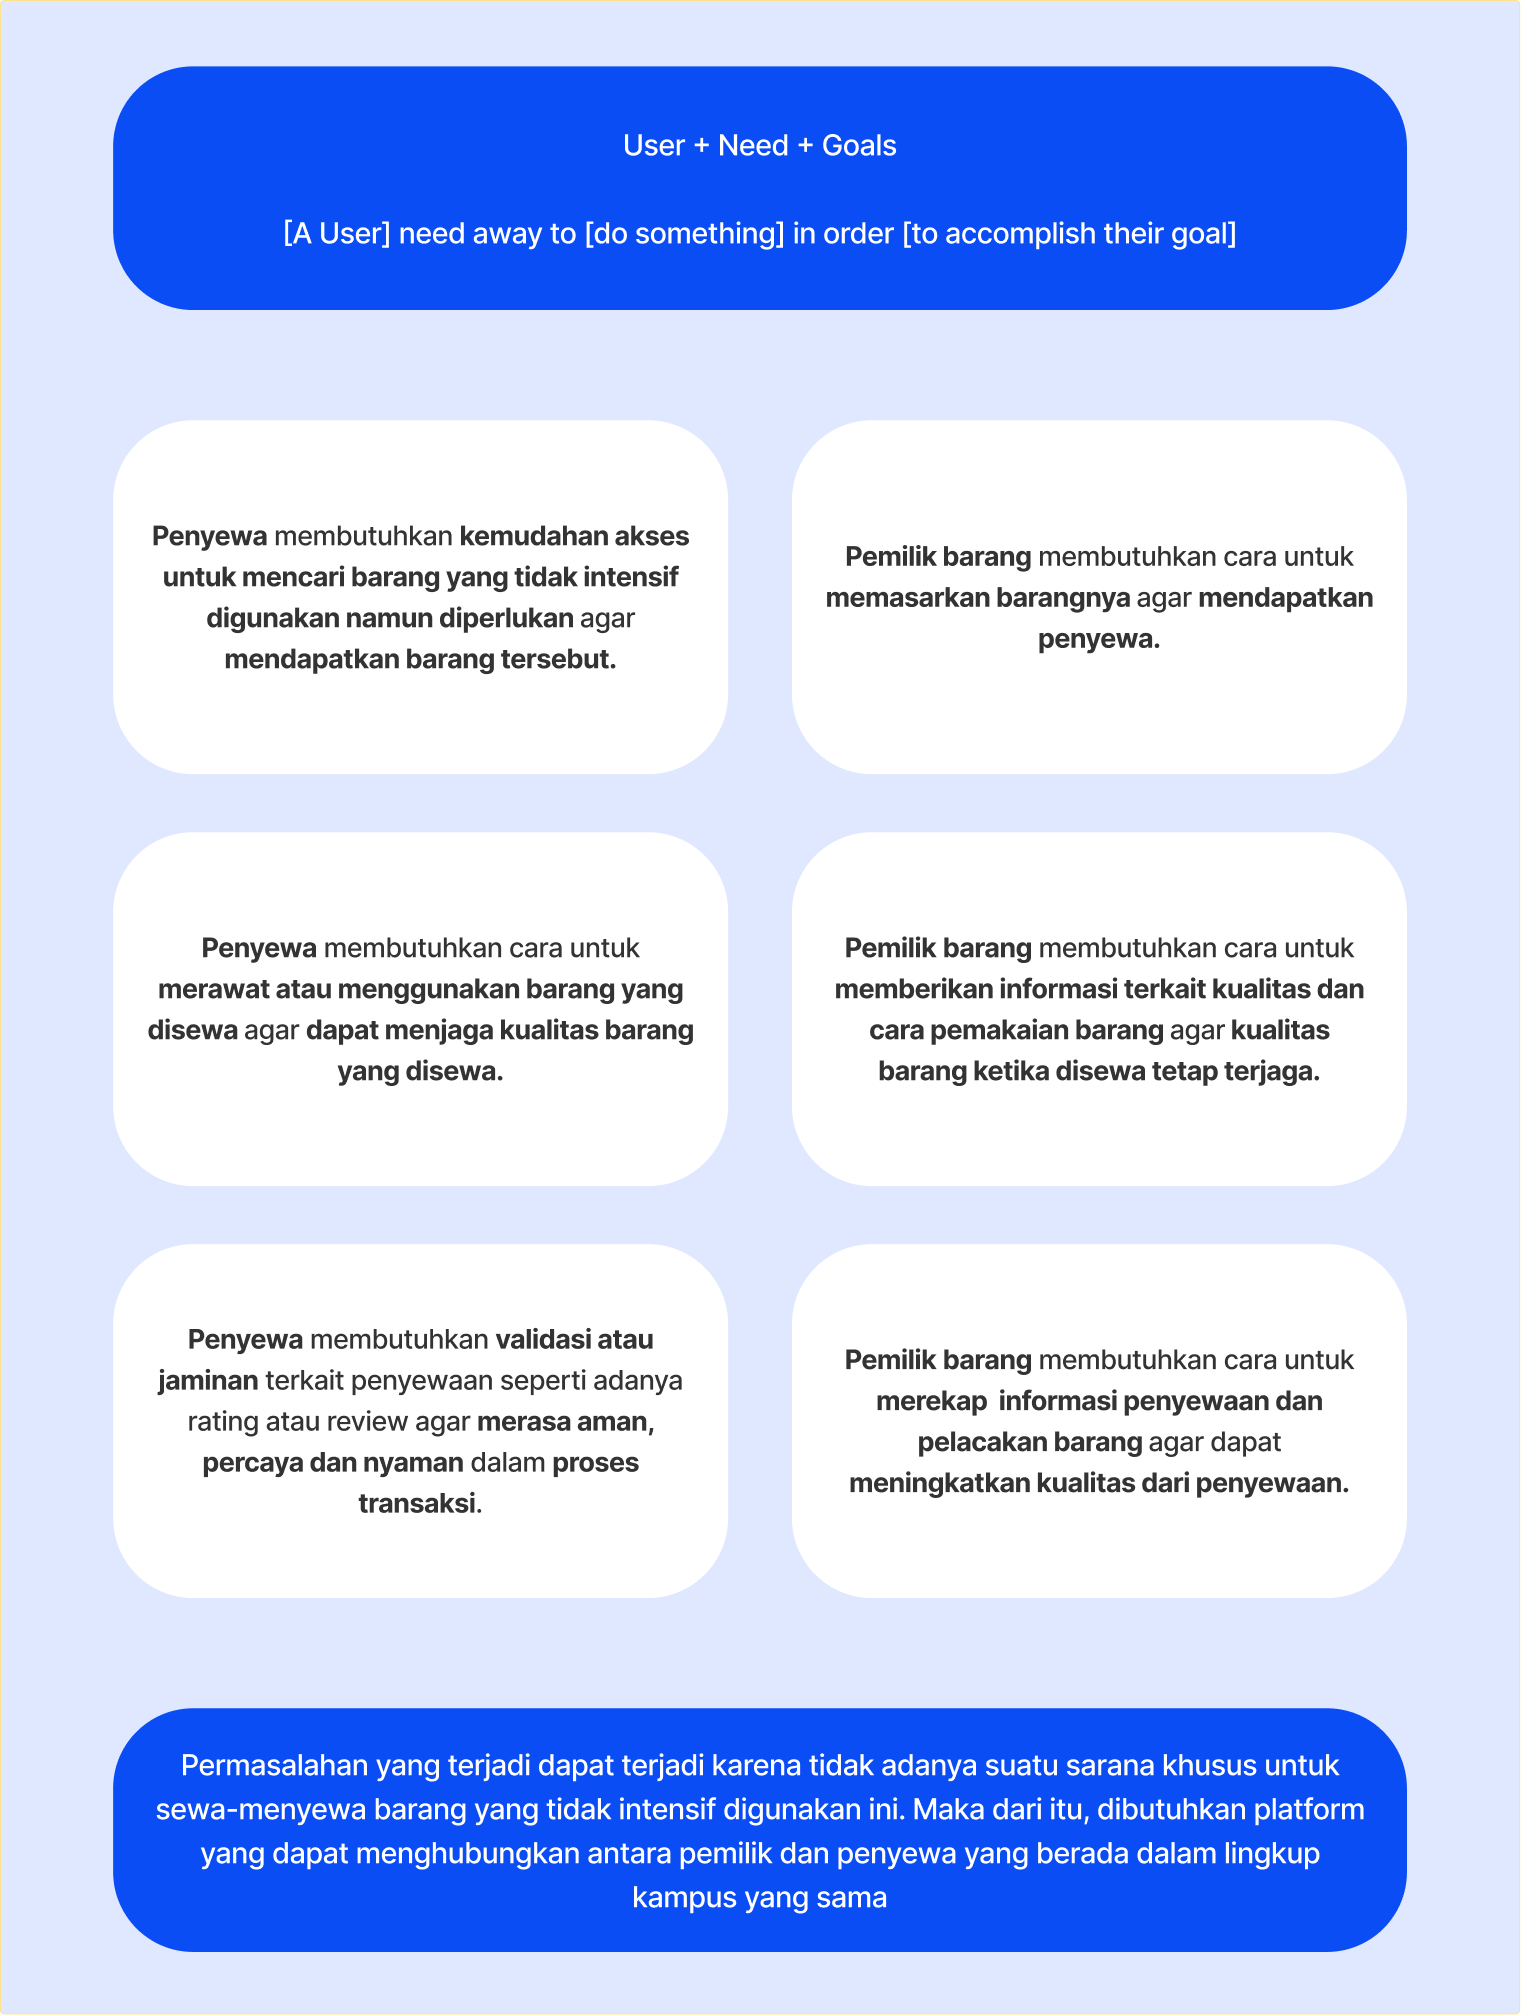 User + Need + Goals
[A User] need away to [do something] in order [to accomplish their goal]
Penyewa membutuhkan kemudahan akses
untuk mencari barang yang tidak intensif
digunakan namun diperlukan agar
mendapatkan barang tersebut.
Pemilik barang membutuhkan cara untuk
memasarkan barangnya agar mendapatkan
penyewa.
Penyewa membutuhkan cara untuk
merawat atau menggunakan barang yang
disewa agar dapat menjaga kualitas barang
yang disewa.
Pemilik barang membutuhkan cara untuk
memberikan informasi terkait kualitas dan
cara pemakaian barang agar kualitas
barang ketika disewa tetap terjaga.
Penyewa membutuhkan validasi atau
jaminan terkait penyewaan seperti adanya
rating atau review agar merasa aman,
percaya dan nyaman dalam proses
transaksi.
Pemilik barang membutuhkan cara untuk
merekap  informasi penyewaan dan
pelacakan barang agar dapat
meningkatkan kualitas dari penyewaan.
Permasalahan yang terjadi dapat terjadi karena tidak adanya suatu sarana khusus untuk
sewa-menyewa barang yang tidak intensif digunakan ini. Maka dari itu, dibutuhkan platform
yang dapat menghubungkan antara pemilik dan penyewa yang berada dalam lingkup
kampus yang sama